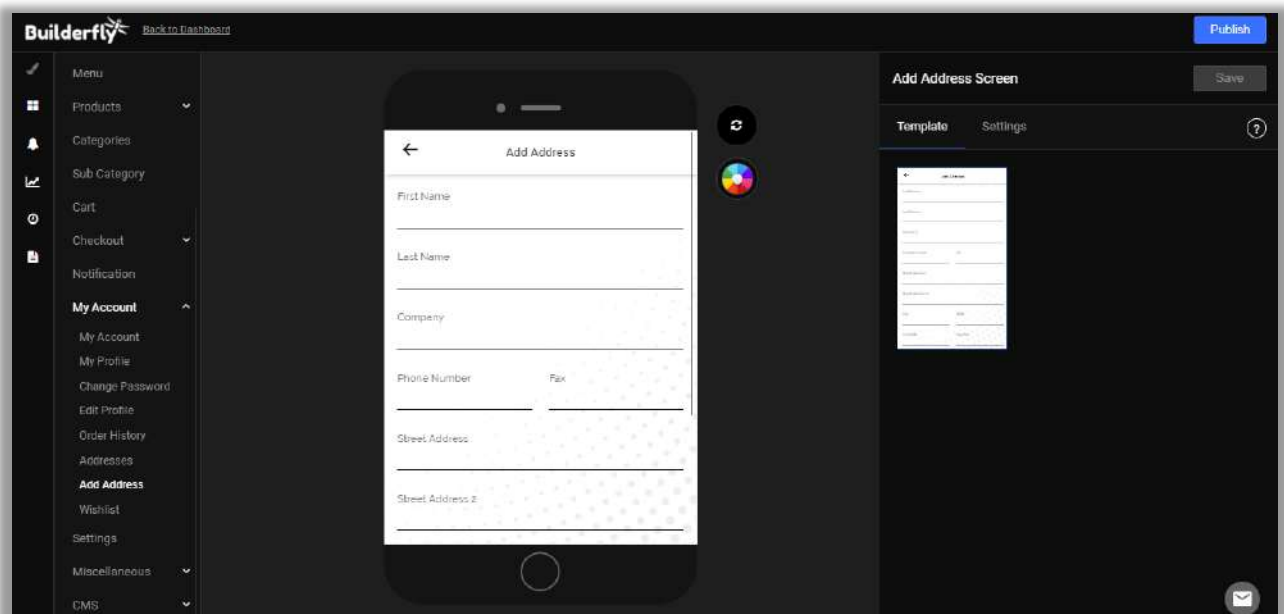 Builderfly
Back to Dashboard
Publish
Menu
Products
Categories
Sub Category
Cart
Checkout
Notification
My Account
My Account
My Profile
Change Password
Edit Profile
Order History
Addresses
Add Address
Wishlist
Settings
Miscellaneous
CMS
Add Address
First Name
Last Name
Company
Phone Number Fax
Street Address
Street Address 2
Add Address Screen
Save
Template Settings
?